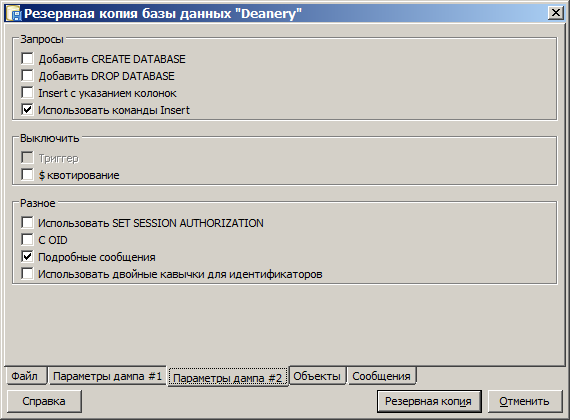 Резервная копия базы данных "Deanery"
Запросы
Добавить CREATE DATABASE
Добавить DROP DATABASE
Insert с указанием колонок
Использовать команды Insert
Выключить
Триггер
$ квотирование
Разное
Использовать SET SESSION AUTHORIZATION
С OID
Подробные сообщения
Использовать двойные кавычки для идентификаторов
Файл Параметры дампа #1 Параметры дампа #2 Объекты Сообщения
Справка Резервная копия Отменить